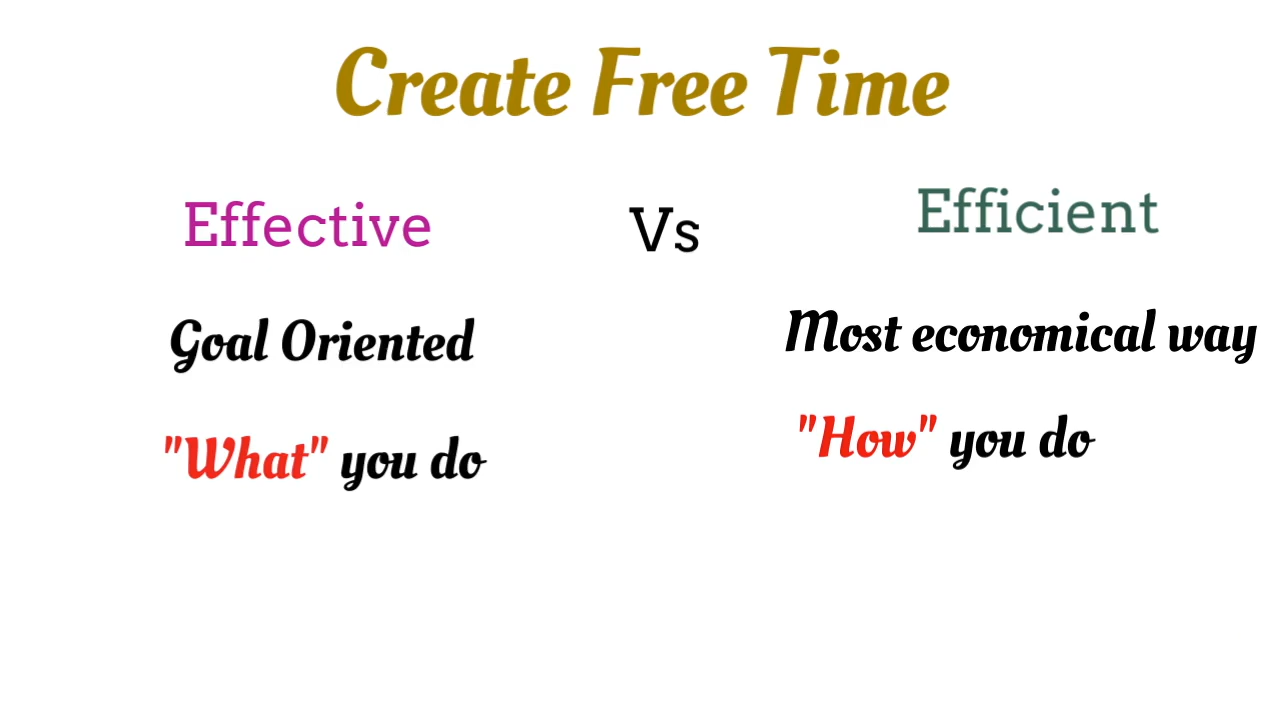 Create Free Time
Effective Vs Efficient
Goal Oriented
Most economical way
"What" you do
"How" you do